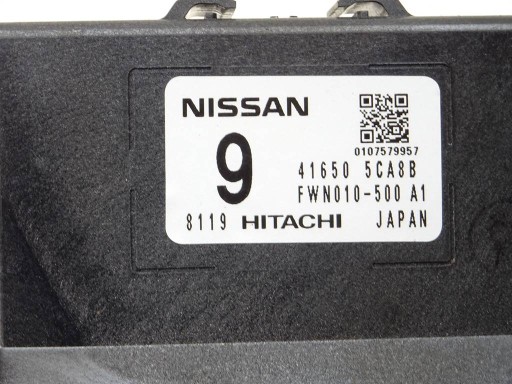 NISSAN
0107579957
9
41650 5CA8B
FWN010-500 A1
8119 HITACHI JAPAN